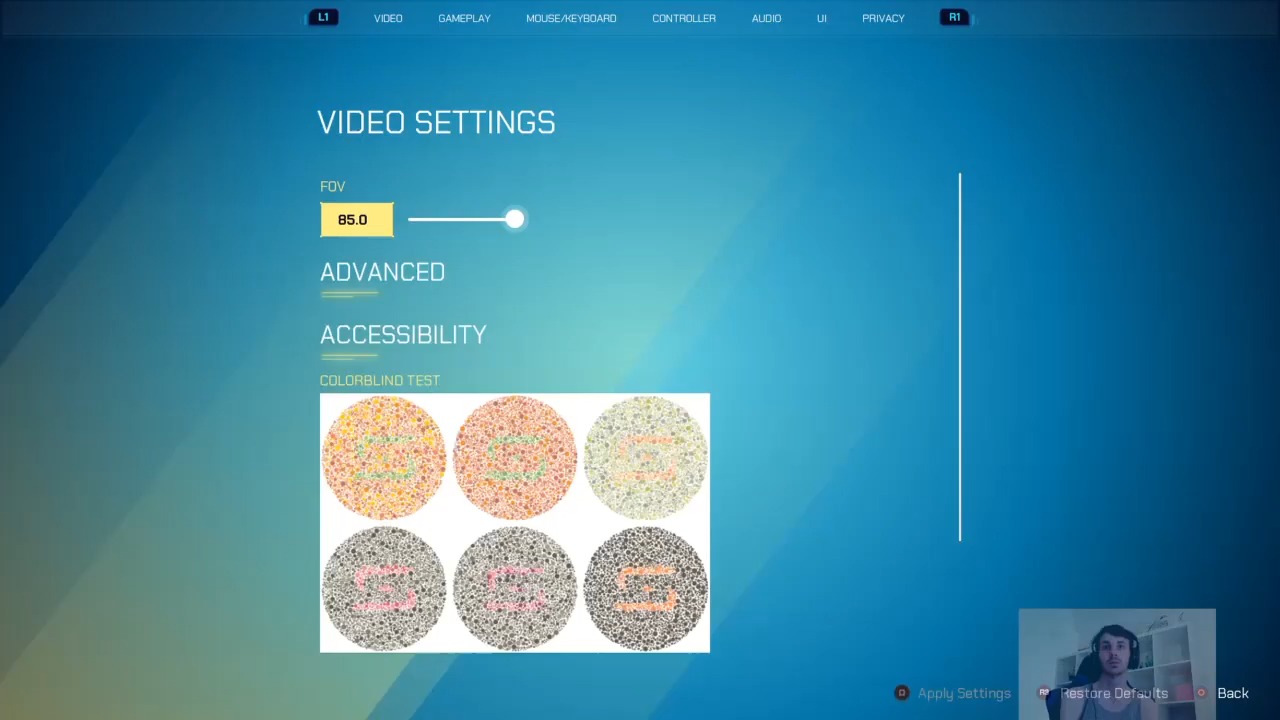 L1 VIDEO GAMEPLAY MOUSE/KEYBOARD CONTROLLER AUDIO UI PRIVACY R1
VIDEO SETTINGS
FOV
85.0
ADVANCED
ACCESSIBILITY
COLORBLIND TEST
Apply Settings R3 Restore Defaults Back